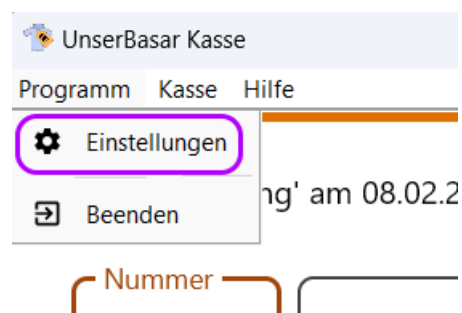 UnserBasar Kasse
Programm Kasse Hilfe
Einstellungen
ng' am 08.02.2
Beenden
Nummer